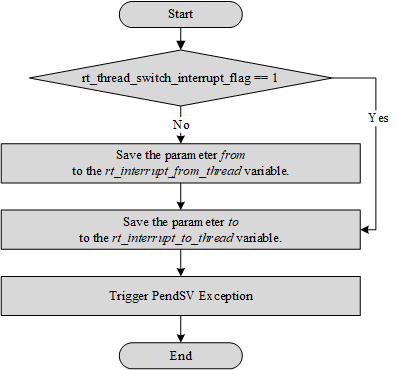 Start
rt_thread_switch_interrupt_flag == 1
Yes
No
Save the parameter from
to the rt_interrupt_from_thread variable.
Save the parameter to
to the rt_interrupt_to_thread variable.
Trigger PendSV Exception
End